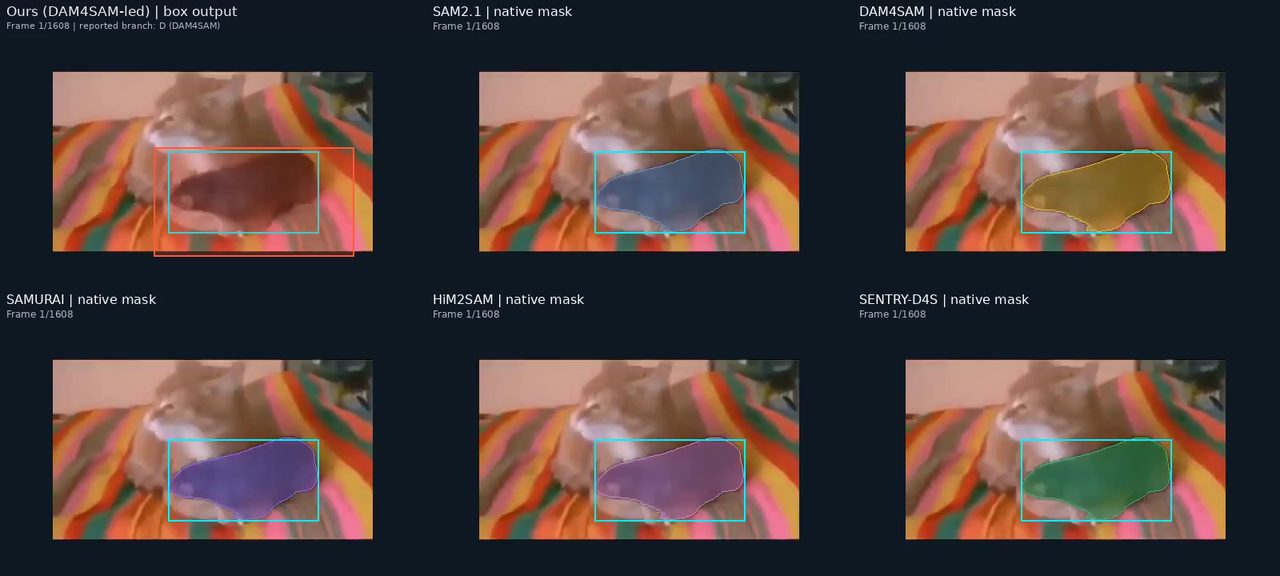 Ours (DAM4SAM-led) | box output
Frame 1/1608 | reported branch: D (DAM4SAM)
SAM2.1 | native mask
Frame 1/1608
DAM4SAM | native mask
Frame 1/1608
SAMURAI | native mask
Frame 1/1608
HiM2SAM | native mask
Frame 1/1608
SENTRY-D4S | native mask
Frame 1/1608